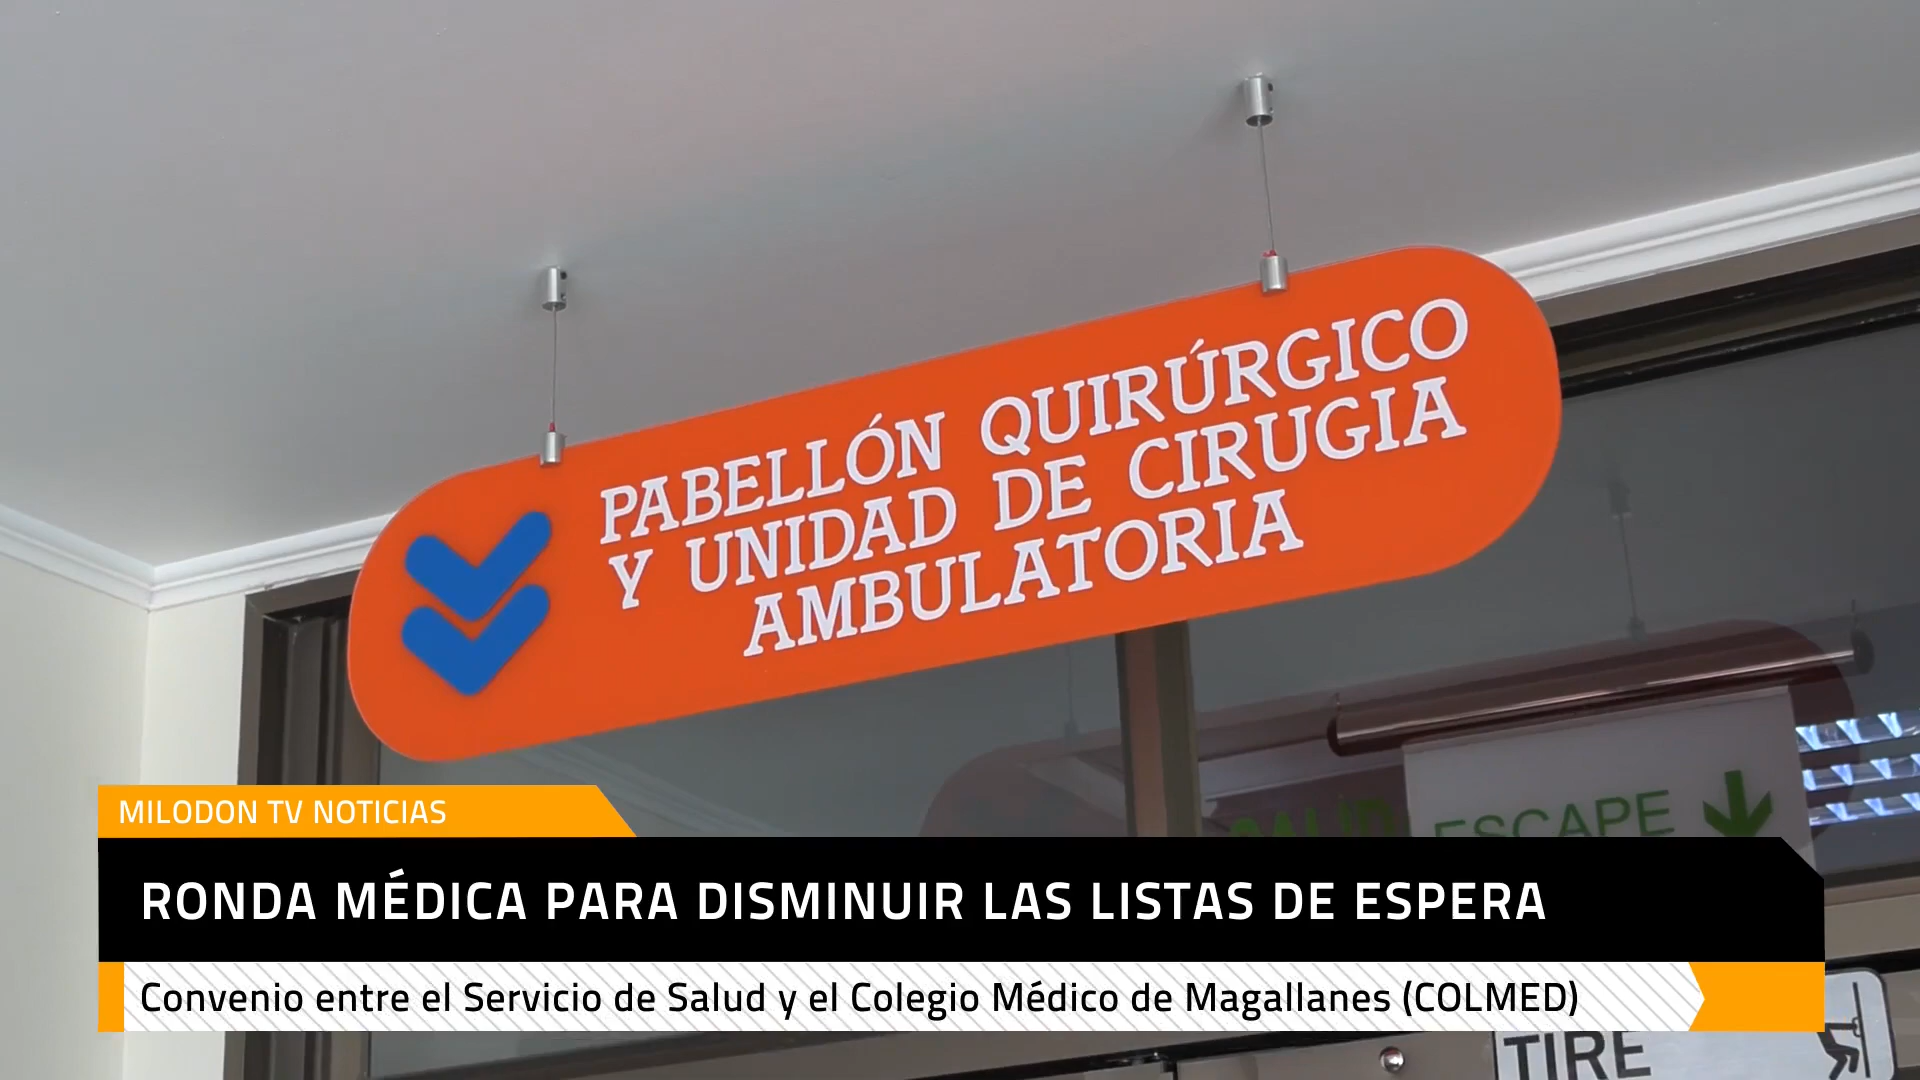 PABELLÓN QUIRÚRGICO
Y UNIDAD DE CIRUGIA
AMBULATORIA
ESCAPE
MILODON TV NOTICIAS
RONDA MÉDICA PARA DISMINUIR LAS LISTAS DE ESPERA
Convenio entre el Servicio de Salud y el Colegio Médico de Magallanes (COLMED)
TIRE